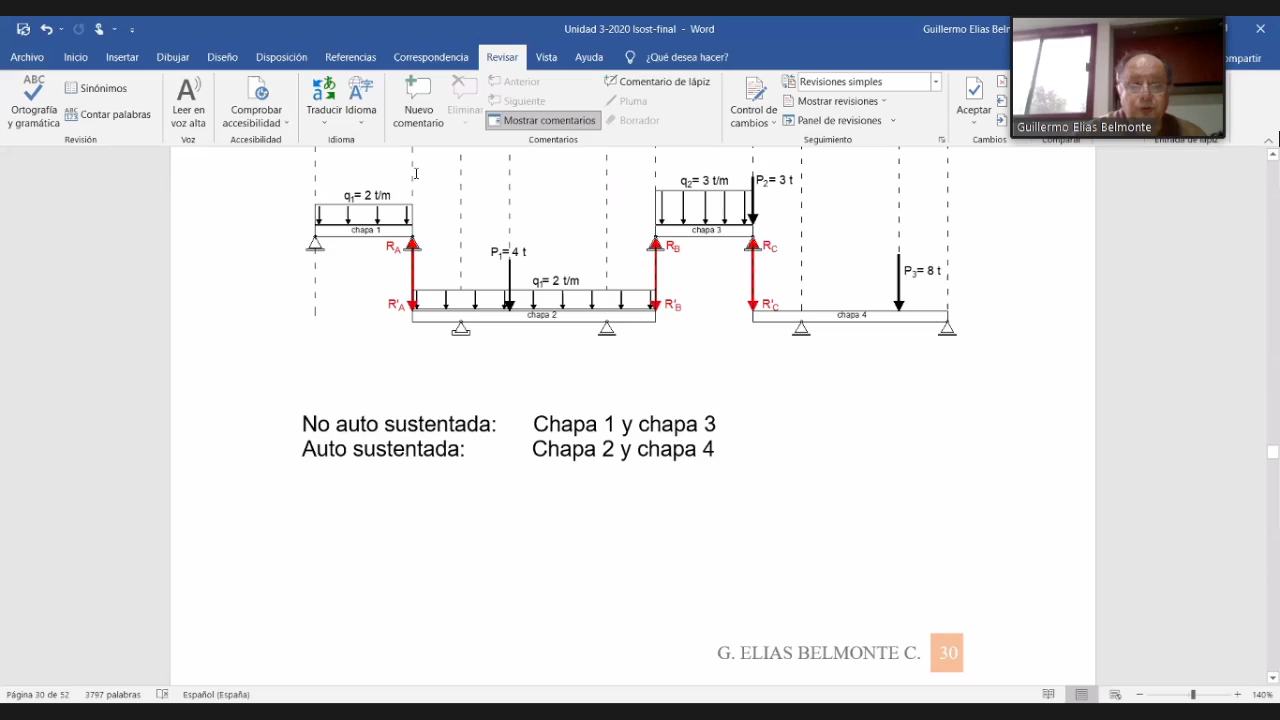 Unidad 3-2020 Isost-final - Word
Guillermo Elias Beln
Archivo Inicio Insertar Dibujar Diseño Disposición Referencias Correspondencia Revisar Vista Ayuda ¿Qué desea hacer?
ABC
Ortografía y gramática
Sinónimos
Contar palabras
Revisión
A
Leer en voz alta
Voz
Comprobar accesibilidad
Accesibilidad
Traducir
Idioma
Idioma
Nuevo comentario
Eliminar
Anterior
Siguiente
Mostrar comentarios
Comentarios
Comentario de lápiz
Pluma
Borrador
Control de cambios
Revisiones simples
Mostrar revisiones
Panel de revisiones
Seguimiento
Aceptar
Cambios
Guillermo Elias Belmonte
q1= 2 t/m
chapa 1
RA
R'A
P1= 4 t
q1= 2 t/m
chapa 2
q2= 3 t/m
P2= 3 t
chapa 3
RB
RC
R'B
R'C
P3= 8 t
chapa 4
No auto sustentada: Chapa 1 y chapa 3
Auto sustentada: Chapa 2 y chapa 4
G. ELIAS BELMONTE C. 30
Página 30 de 52 3797 palabras Español (España) 140%